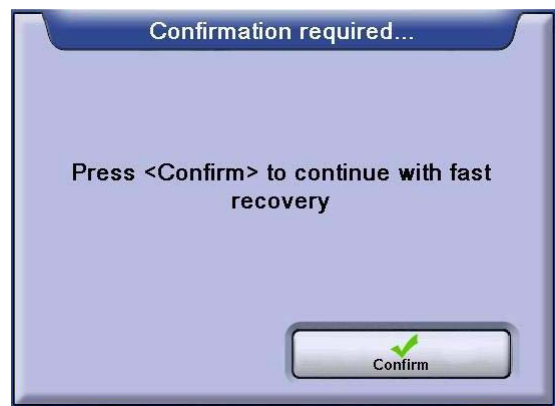 Confirmation required...
Press <Confirm> to continue with fast
recovery
Confirm